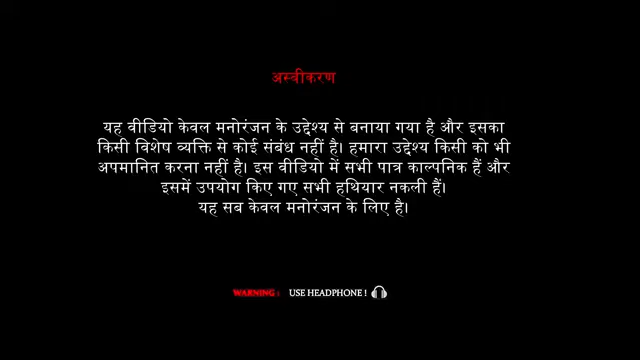 अस्वीकरण
यह वीडियो केवल मनोरंजन के उद्देश्य से बनाया गया है और इसका
किसी विशेष व्यक्ति से कोई संबंध नहीं है। हमारा उद्देश्य किसी को भी
अपमानित करना नहीं है। इस वीडियो में सभी पात्र काल्पनिक हैं और
इसमें उपयोग किए गए सभी हथियार नकली हैं।
यह सब केवल मनोरंजन के लिए है।
WARNING : USE HEADPHONE !